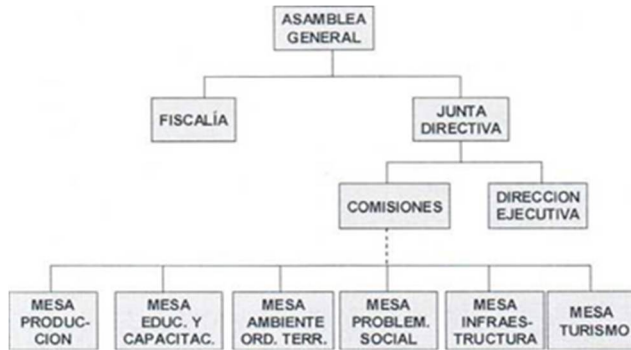 ASAMBLEA
GENERAL
FISCALÍA
JUNTA
DIRECTIVA
COMISIONES
DIRECCION
EJECUTIVA
MESA
PRODUC-
CION
MESA
EDUC. Y
CAPACITAC.
MESA
AMBIENTE
ORD. TERR.
MESA
PROBLEM.
SOCIAL
MESA
INFRAES-
TRUCTURA
MESA
TURISMO